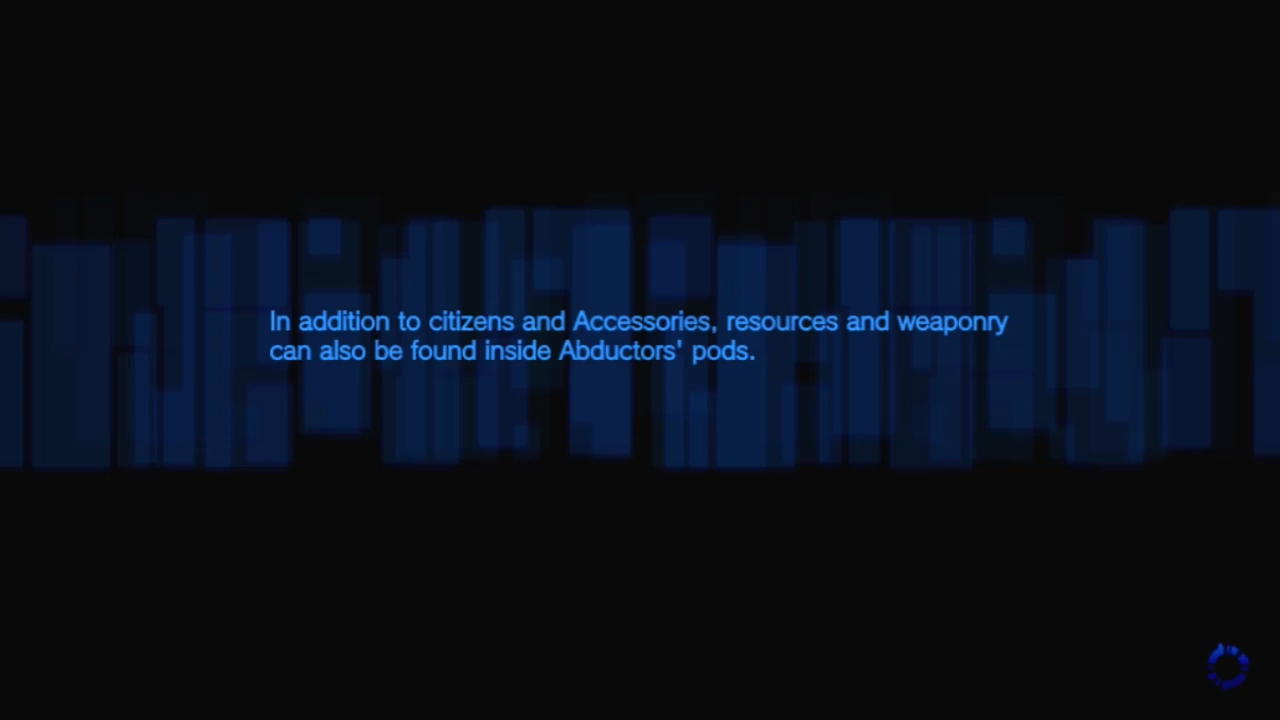 In addition to citizens and Accessories, resources and weaponry
can also be found inside Abductors' pods.